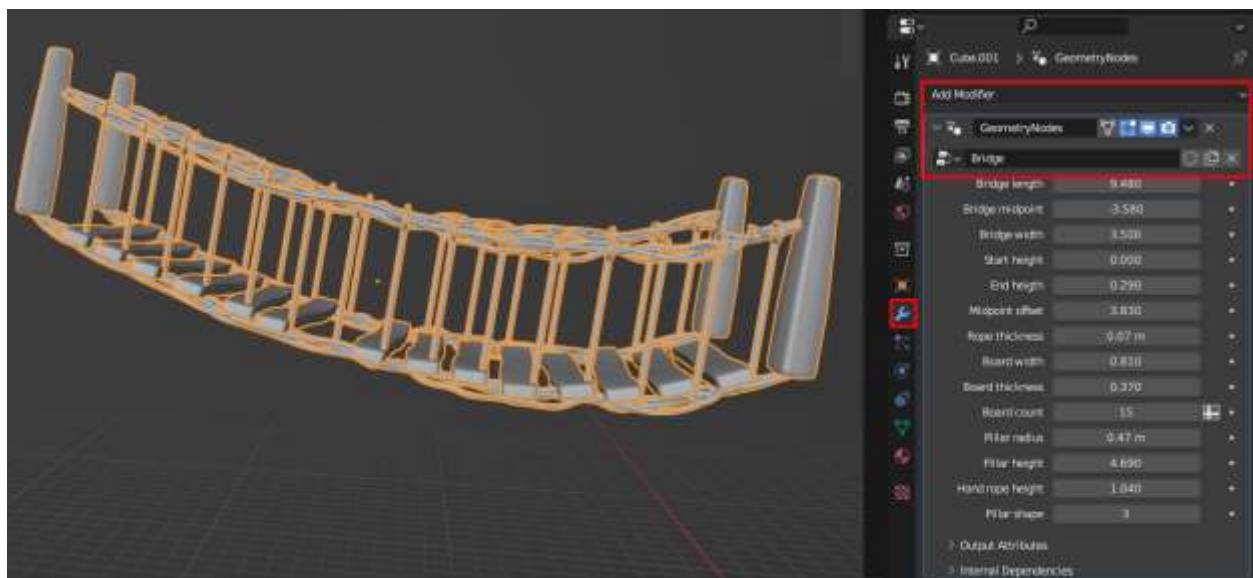 Cube.001 > GeometryNodes
Add Modifier
GeometryNodes
Bridge
Bridge length 9.480
Bridge midpoint -3.580
Bridge width 3.500
Start height 0.000
End heigth 0.290
Midpoint offset 3.830
Rope thickness 0.07 m
Board width 0.810
Board thickness 0.370
Board count 15
Pillar radius 0.47 m
Pillar height 4.690
Hand rope height 1.040
Pillar shape 3
> Output Attributes
> Internal Dependencies